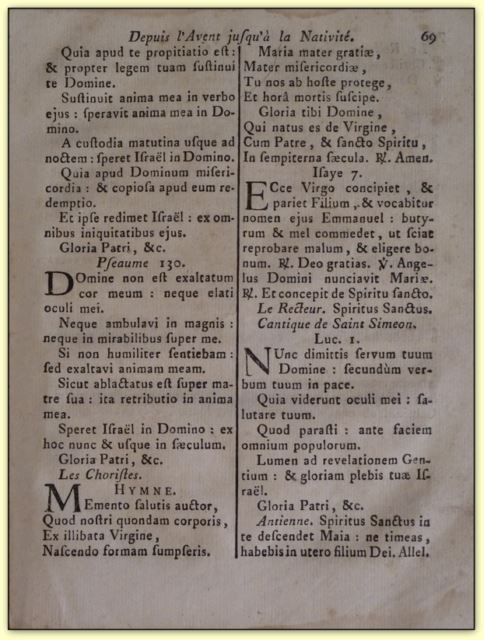 Depuis l'Avent juſqu'à la Nativité. 69
Quia apud te propitiatio eſt :
& propter legem tuam ſuſtinui
te Domine.
Suſtinuit anima mea in verbo
ejus : ſperavit anima mea in Do-
mino.
A cuſtodia matutina uſque ad
noctem : ſperet Iſraël in Domino.
Quia apud Dominum miſeri-
cordia : & copioſa apud eum re-
demptio.
Et ipſe redimet Iſraël : ex om-
nibus iniquitatibus ejus.
Gloria Patri, &c.
Pſeaume 130.
DOmine non eſt exaltatum
cor meum : neque elati
oculi mei.
Neque ambulavi in magnis :
neque in mirabilibus ſuper me.
Si non humiliter ſentiebam :
ſed exaltavi animam meam.
Sicut ablactatus eſt ſuper ma-
tre ſua : ita retributio in anima
mea.
Speret Iſraël in Domino : ex
hoc nunc & uſque in ſæculum.
Gloria Patri, &c.
Les Choriſtes.
HYMNE.
MEmento ſalutis auctor,
Quod noſtri quondam corporis,
Ex illibata Virgine,
Naſcendo formam ſumpſeris.
Maria mater gratiæ,
Mater miſericordiæ,
Tu nos ab hoſte protege,
Et horâ mortis ſuſcipe.
Gloria tibi Domine,
Qui natus es de Virgine,
Cum Patre, & ſancto Spiritu,
In ſempiterna ſæcula. ℟. Amen.
Iſaye 7.
ECce Virgo concipiet, &
pariet Filium, & vocabitur
nomen ejus Emmanuel : buty-
rum & mel commedet, ut ſciat
reprobare malum, & eligere bo-
num. ℟. Deo gratias. ℣. Ange-
lus Domini nunciavit Mariæ.
℟. Et concepit de Spiritu ſancto.
Le Recteur. Spiritus Sanctus.
Cantique de Saint Simeon.
Luc. 1.
NUnc dimittis ſervum tuum
Domine : ſecundùm ver-
bum tuum in pace.
Quia viderunt oculi mei : ſa-
lutare tuum.
Quod paraſti : ante faciem
omnium populorum.
Lumen ad revelationem Gen-
tium : & gloriam plebis tuæ Iſ-
raël.
Gloria Patri, &c.
Antienne. Spiritus Sanctus in
te deſcendet Maia : ne timeas,
habebis in utero filium Dei. Allel.